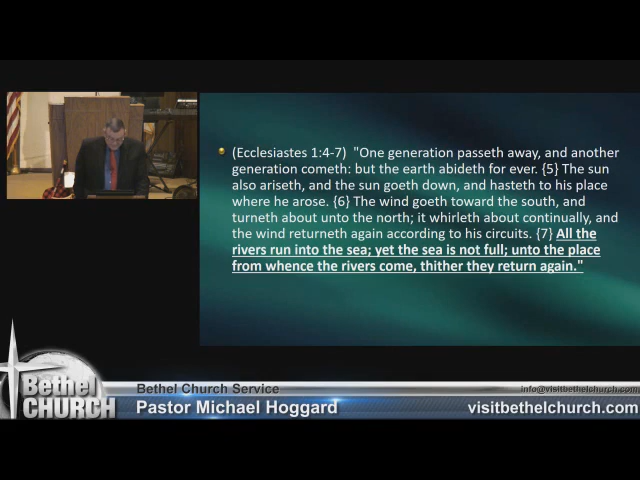 (Ecclesiastes 1:4-7) "One generation passeth away, and another
generation cometh: but the earth abideth for ever. {5} The sun
also ariseth, and the sun goeth down, and hasteth to his place
where he arose. {6} The wind goeth toward the south, and
turneth about unto the north; it whirleth about continually, and
the wind returneth again according to his circuits. {7} All the
rivers run into the sea; yet the sea is not full; unto the place
from whence the rivers come, thither they return again."
Bethel
CHURCH
Bethel Church Service
info@visitbethelchurch.com
Pastor Michael Hoggard
visitbethelchurch.com